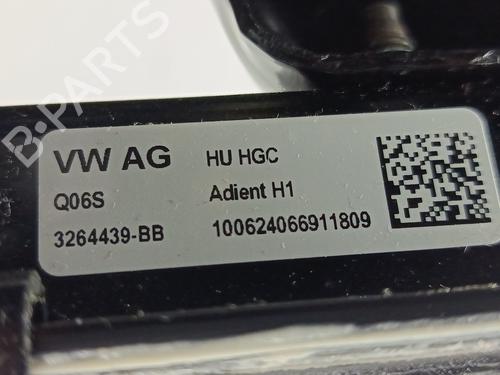 B-PARTS
VW AG HU HGC
Q06S Adient H1
3264439-BB 100624066911809